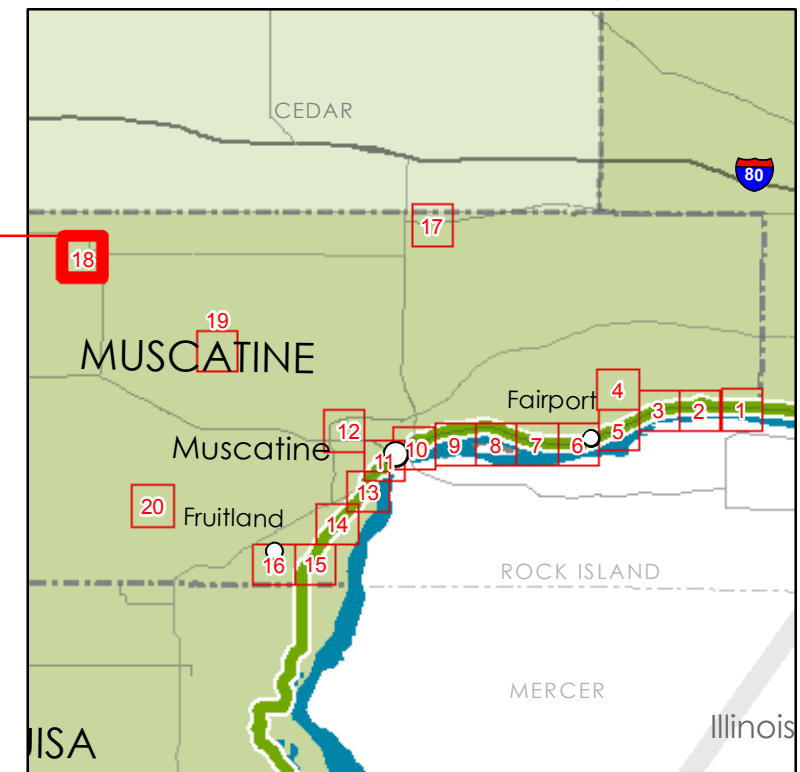 CEDAR
80
17
18
19
MUSCATINE
4
Fairport
3
2
1
12
5
Muscatine
10
9
8
7
6
11
13
20
Fruitland
14
16
15
ROCK ISLAND
MERCER
Illinois
UISA